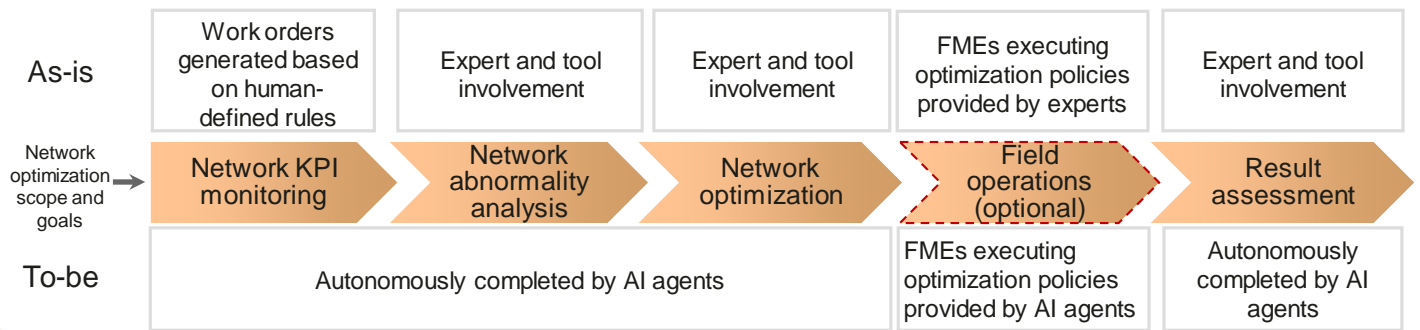 As-is
Work orders
generated based
on human-
defined rules
Expert and tool
involvement
Expert and tool
involvement
FMEs executing
optimization policies
provided by experts
Expert and tool
involvement
Network
optimization
scope and
goals
Network KPI
monitoring
Network
abnormality
analysis
Network
optimization
Field
operations
(optional)
Result
assessment
To-be
Autonomously completed by AI agents
FMEs executing
optimization policies
provided by AI agents
Autonomously
completed by AI
agents